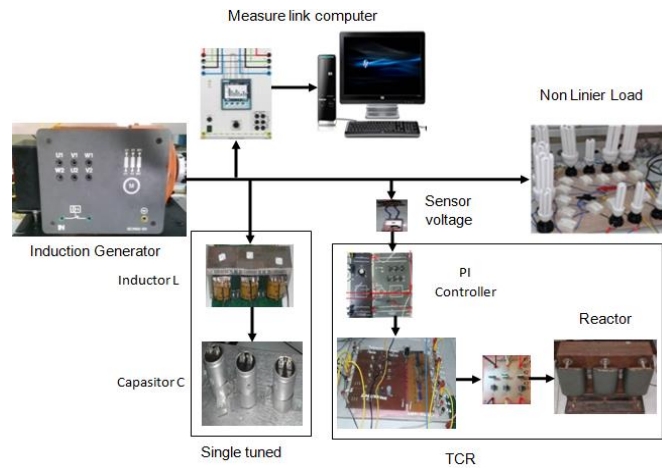 Measure link computer
Non Linier Load
U1 V1 W1
W2 U2 V2
M
Induction Generator
Sensor
voltage
Inductor L
PI
Controller
Capasitor C
Reactor
Single tuned
TCR